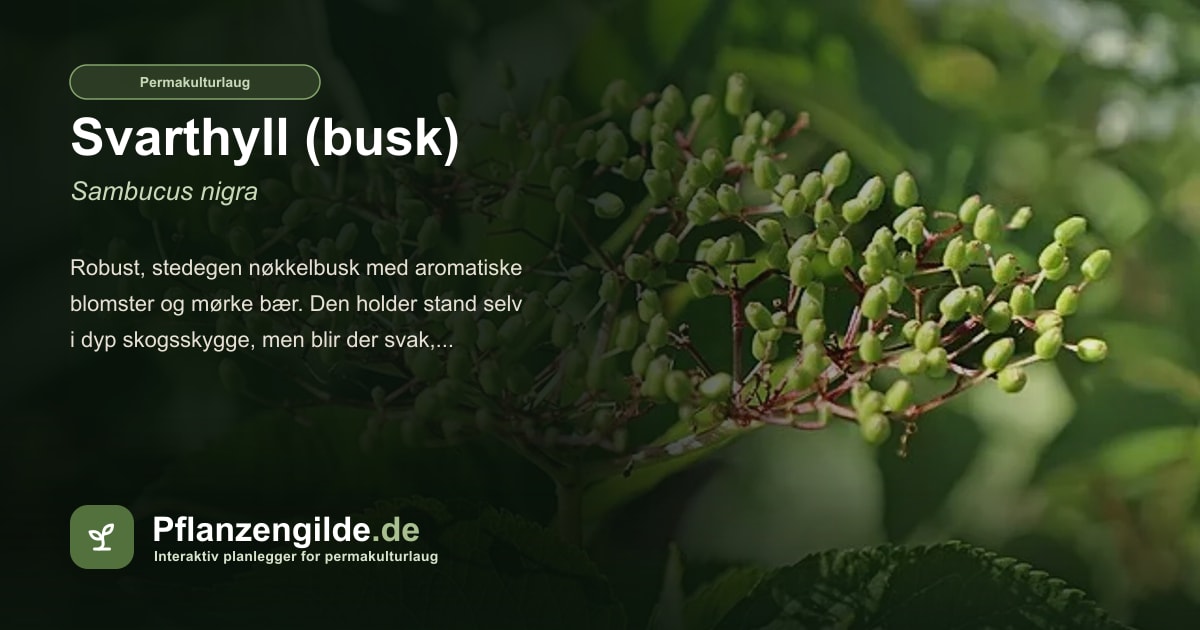 Permakulturlaug
Svarthyll (busk)
Sambucus nigra
Robust, stedegen nøkkelbusk med aromatiske
blomster og mørke bær. Den holder stand selv
i dyp skogsskygge, men blir der svak,...
Pflanzengilde.de
Interaktiv planlegger for permakulturlaug